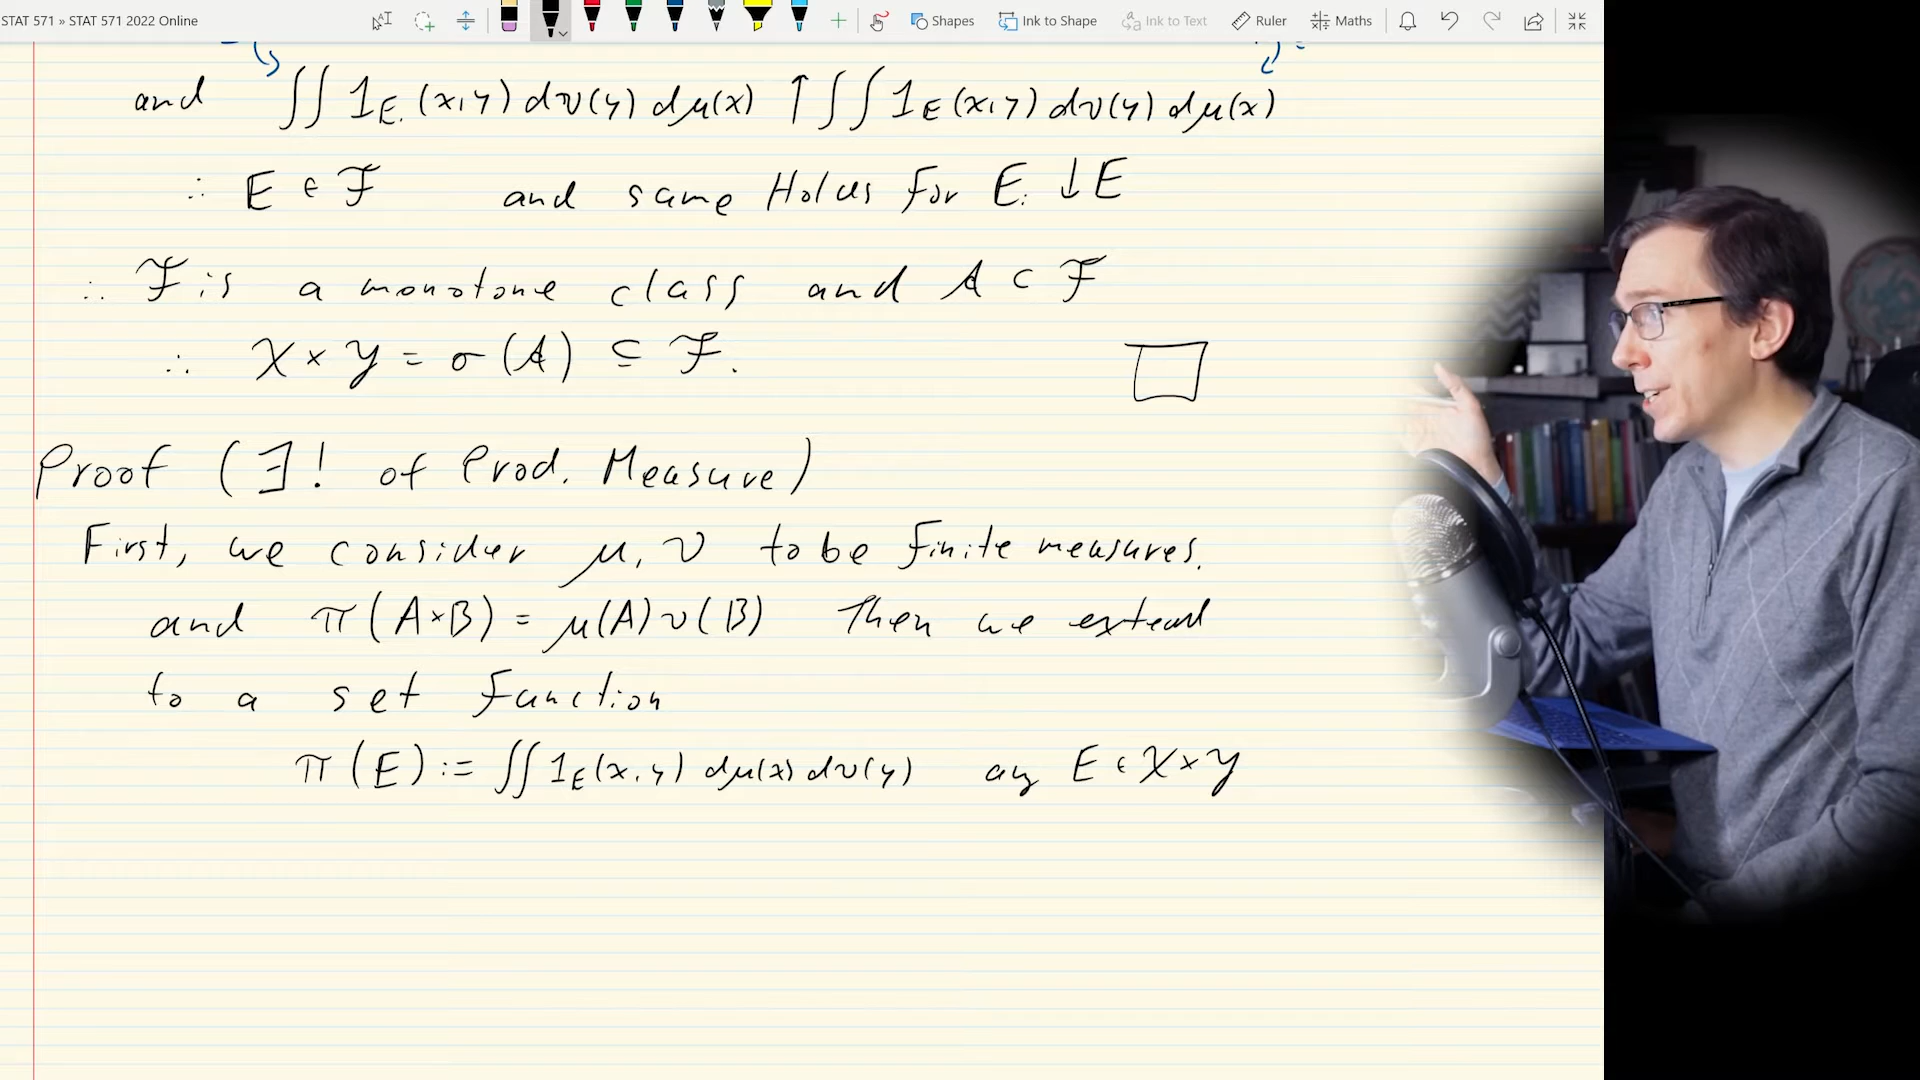 STAT 571 » STAT 571 2022 Online
Shapes Ink to Shape Ink to Text Ruler Maths
and ∫∫ 1_{E_i}(x,y) dν(y) dμ(x) ↑ ∫∫ 1_E(x,y) dν(y) dμ(x)
∴ E ∈ ℱ and same Holds for E_i ↓ E
∴ ℱ is a monotone class and 𝒜 ⊂ ℱ
∴ 𝒳 × 𝒴 = σ(𝒜) ⊆ ℱ. □
Proof (∃! of Prod. Measure)
First, we consider μ, ν to be finite measures.
and π(A×B) = μ(A)ν(B) Then we extend
to a set function
π(E) := ∫∫ 1_E(x,y) dμ(x) dν(y) any E ∈ 𝒳 × 𝒴